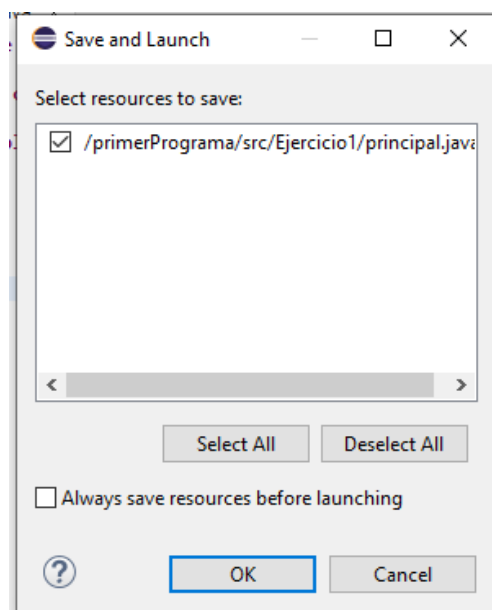 Save and Launch
Select resources to save:
/primerPrograma/src/Ejercicio1/principal.java
Select All
Deselect All
Always save resources before launching
?
OK
Cancel